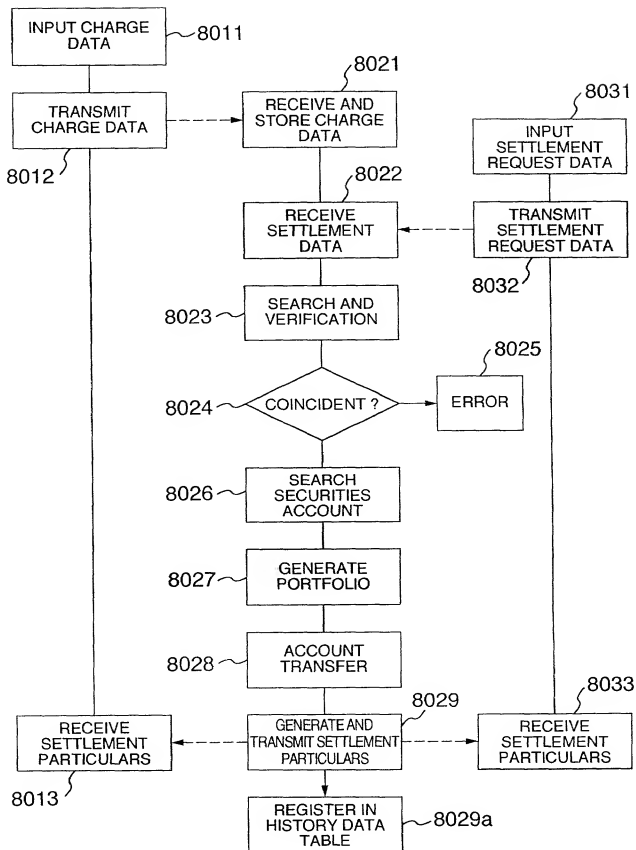 INPUT CHARGE
DATA
8011
TRANSMIT
CHARGE DATA
8012
8021
RECEIVE AND
STORE CHARGE
DATA
8031
INPUT
SETTLEMENT
REQUEST DATA
8022
RECEIVE
SETTLEMENT
DATA
TRANSMIT
SETTLEMENT
REQUEST DATA
8032
8023
SEARCH AND
VERIFICATION
8024
COINCIDENT ?
8025
ERROR
8026
SEARCH
SECURITIES
ACCOUNT
8027
GENERATE
PORTFOLIO
8028
ACCOUNT
TRANSFER
8029
GENERATE AND
TRANSMIT SETTLEMENT
PARTICULARS
RECEIVE
SETTLEMENT
PARTICULARS
8013
8033
RECEIVE
SETTLEMENT
PARTICULARS
REGISTER IN
HISTORY DATA
TABLE
8029a